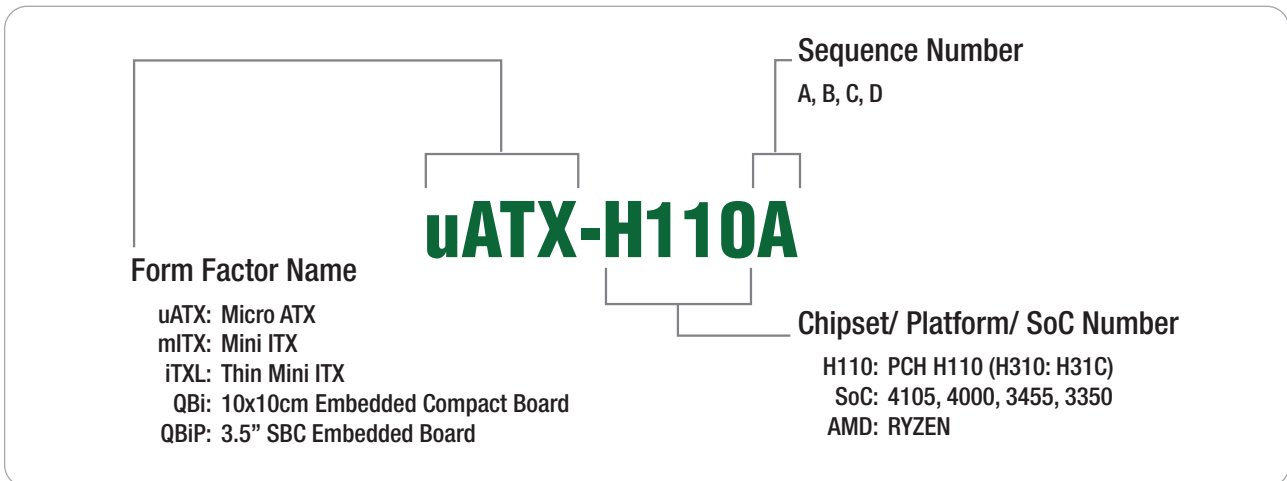 Sequence Number
A, B, C, D
uATX-H110A
Form Factor Name
uATX: Micro ATX
mITX: Mini ITX
iTXL: Thin Mini ITX
QBi: 10x10cm Embedded Compact Board
QBiP: 3.5” SBC Embedded Board
Chipset/ Platform/ SoC Number
H110: PCH H110 (H310: H31C)
SoC: 4105, 4000, 3455, 3350
AMD: RYZEN